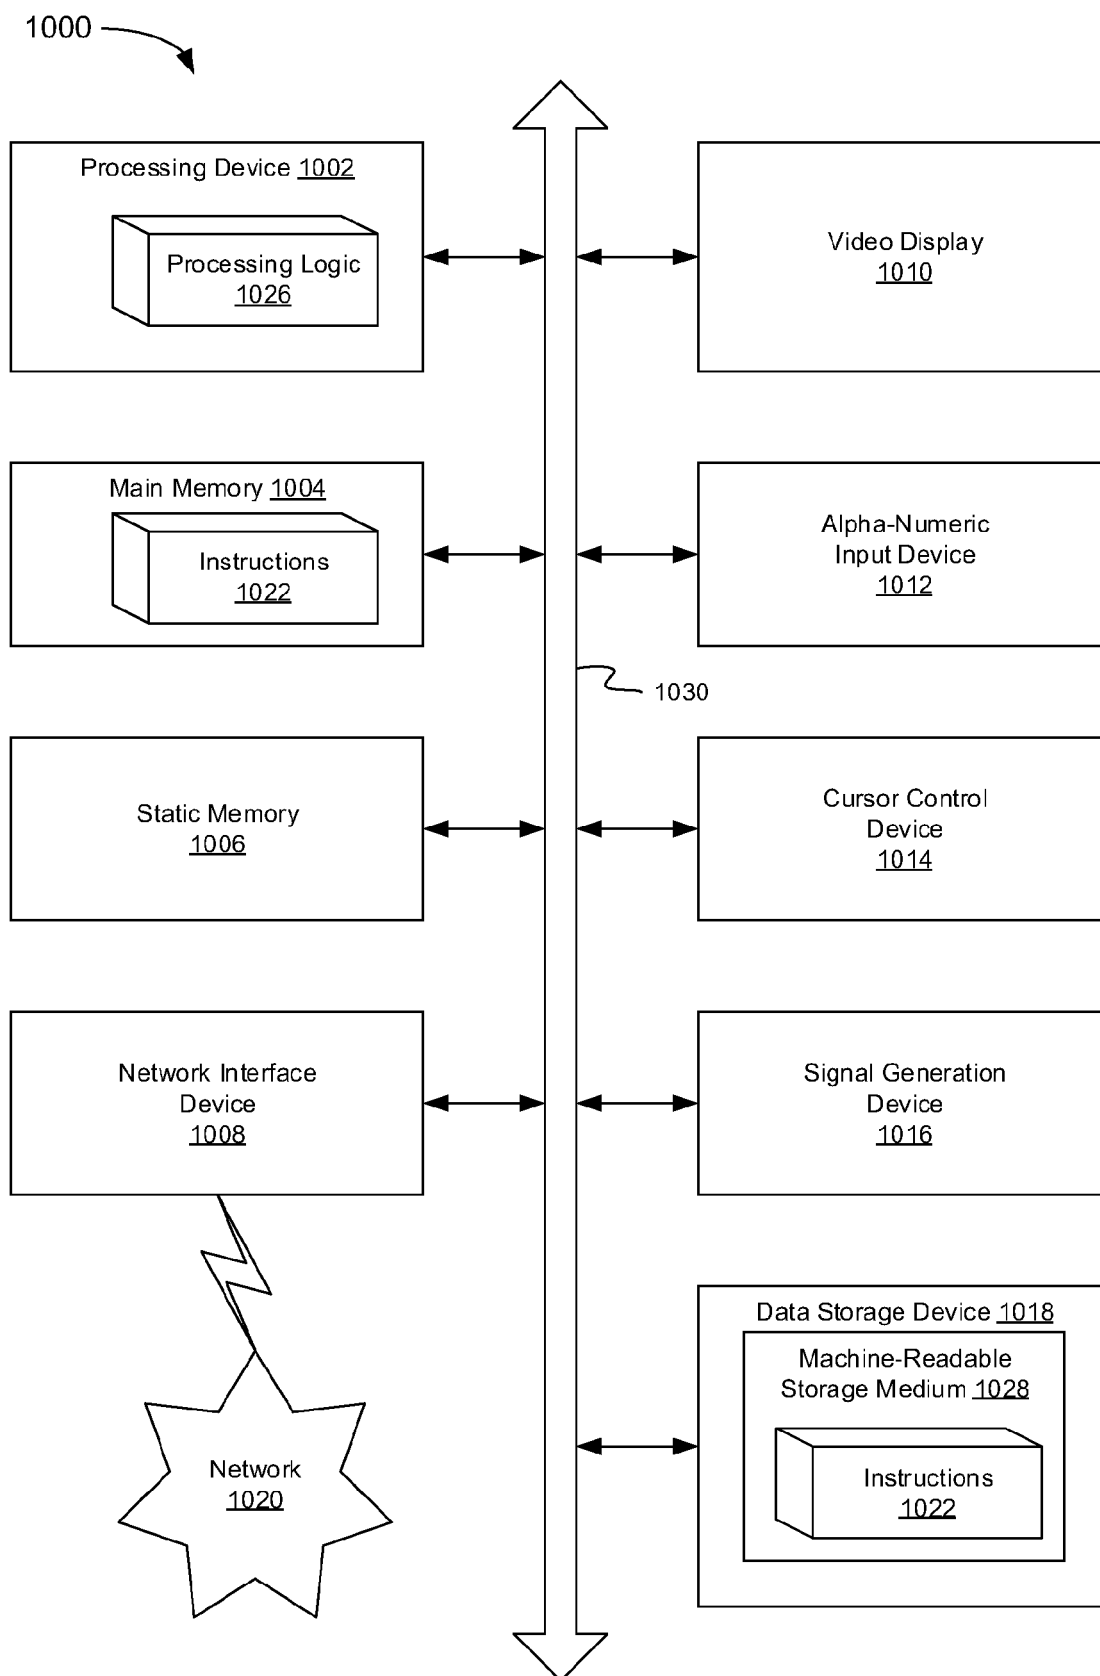 1000
Processing Device 1002
Processing Logic
1026
Video Display
1010
Main Memory 1004
Instructions
1022
Alpha-Numeric
Input Device
1012
1030
Static Memory
1006
Cursor Control
Device
1014
Network Interface
Device
1008
Signal Generation
Device
1016
Data Storage Device 1018
Machine-Readable
Storage Medium 1028
Instructions
1022
Network
1020